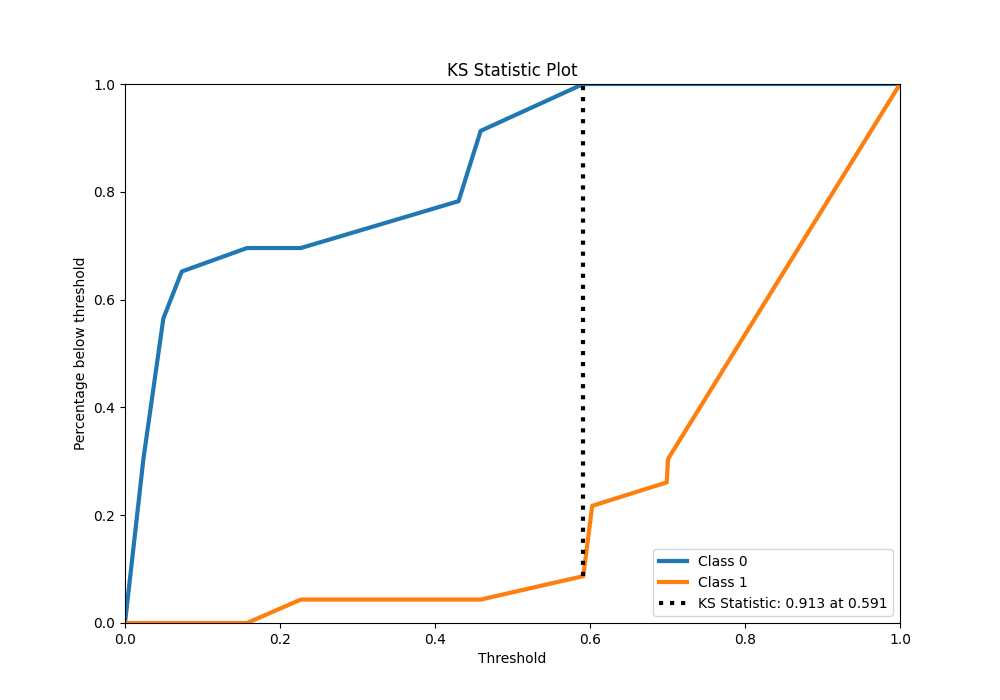 KS Statistic Plot
1.0
0.8
0.6
0.4
0.2
0.0
Percentage below threshold
0.0 0.2 0.4 0.6 0.8 1.0
Threshold
Class 0
Class 1
KS Statistic: 0.913 at 0.591